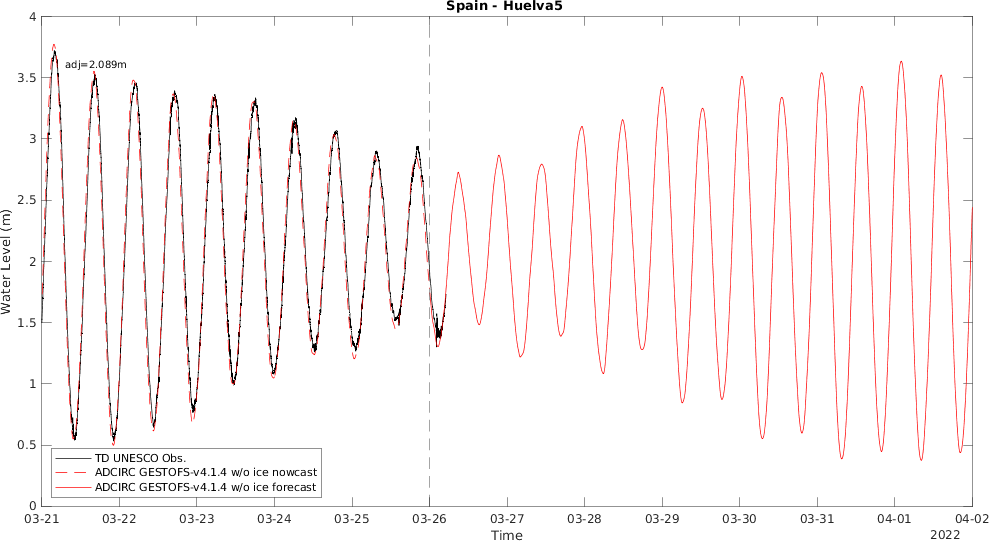 Spain - Huelva5
4
3.5
3
2.5
2
1.5
1
0.5
0
Water Level (m)
adj=2.089m
TD UNESCO Obs.
ADCIRC GESTOFS-v4.1.4 w/o ice nowcast
ADCIRC GESTOFS-v4.1.4 w/o ice forecast
03-21 03-22 03-23 03-24 03-25 03-26 03-27 03-28 03-29 03-30 03-31 04-01 04-02
Time
2022